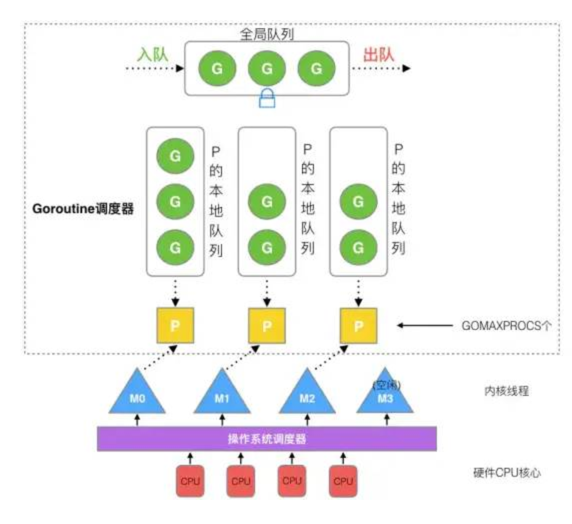 全局队列
入队
出队
G
G
G
G
G
G
P的本地队列
G
G
P的本地队列
G
G
P的本地队列
Goroutine调度器
P
P
P
GOMAXPROCS个
M0
M1
M2
(空闲)
M3
内核线程
操作系统调度器
CPU
CPU
CPU
CPU
硬件CPU核心